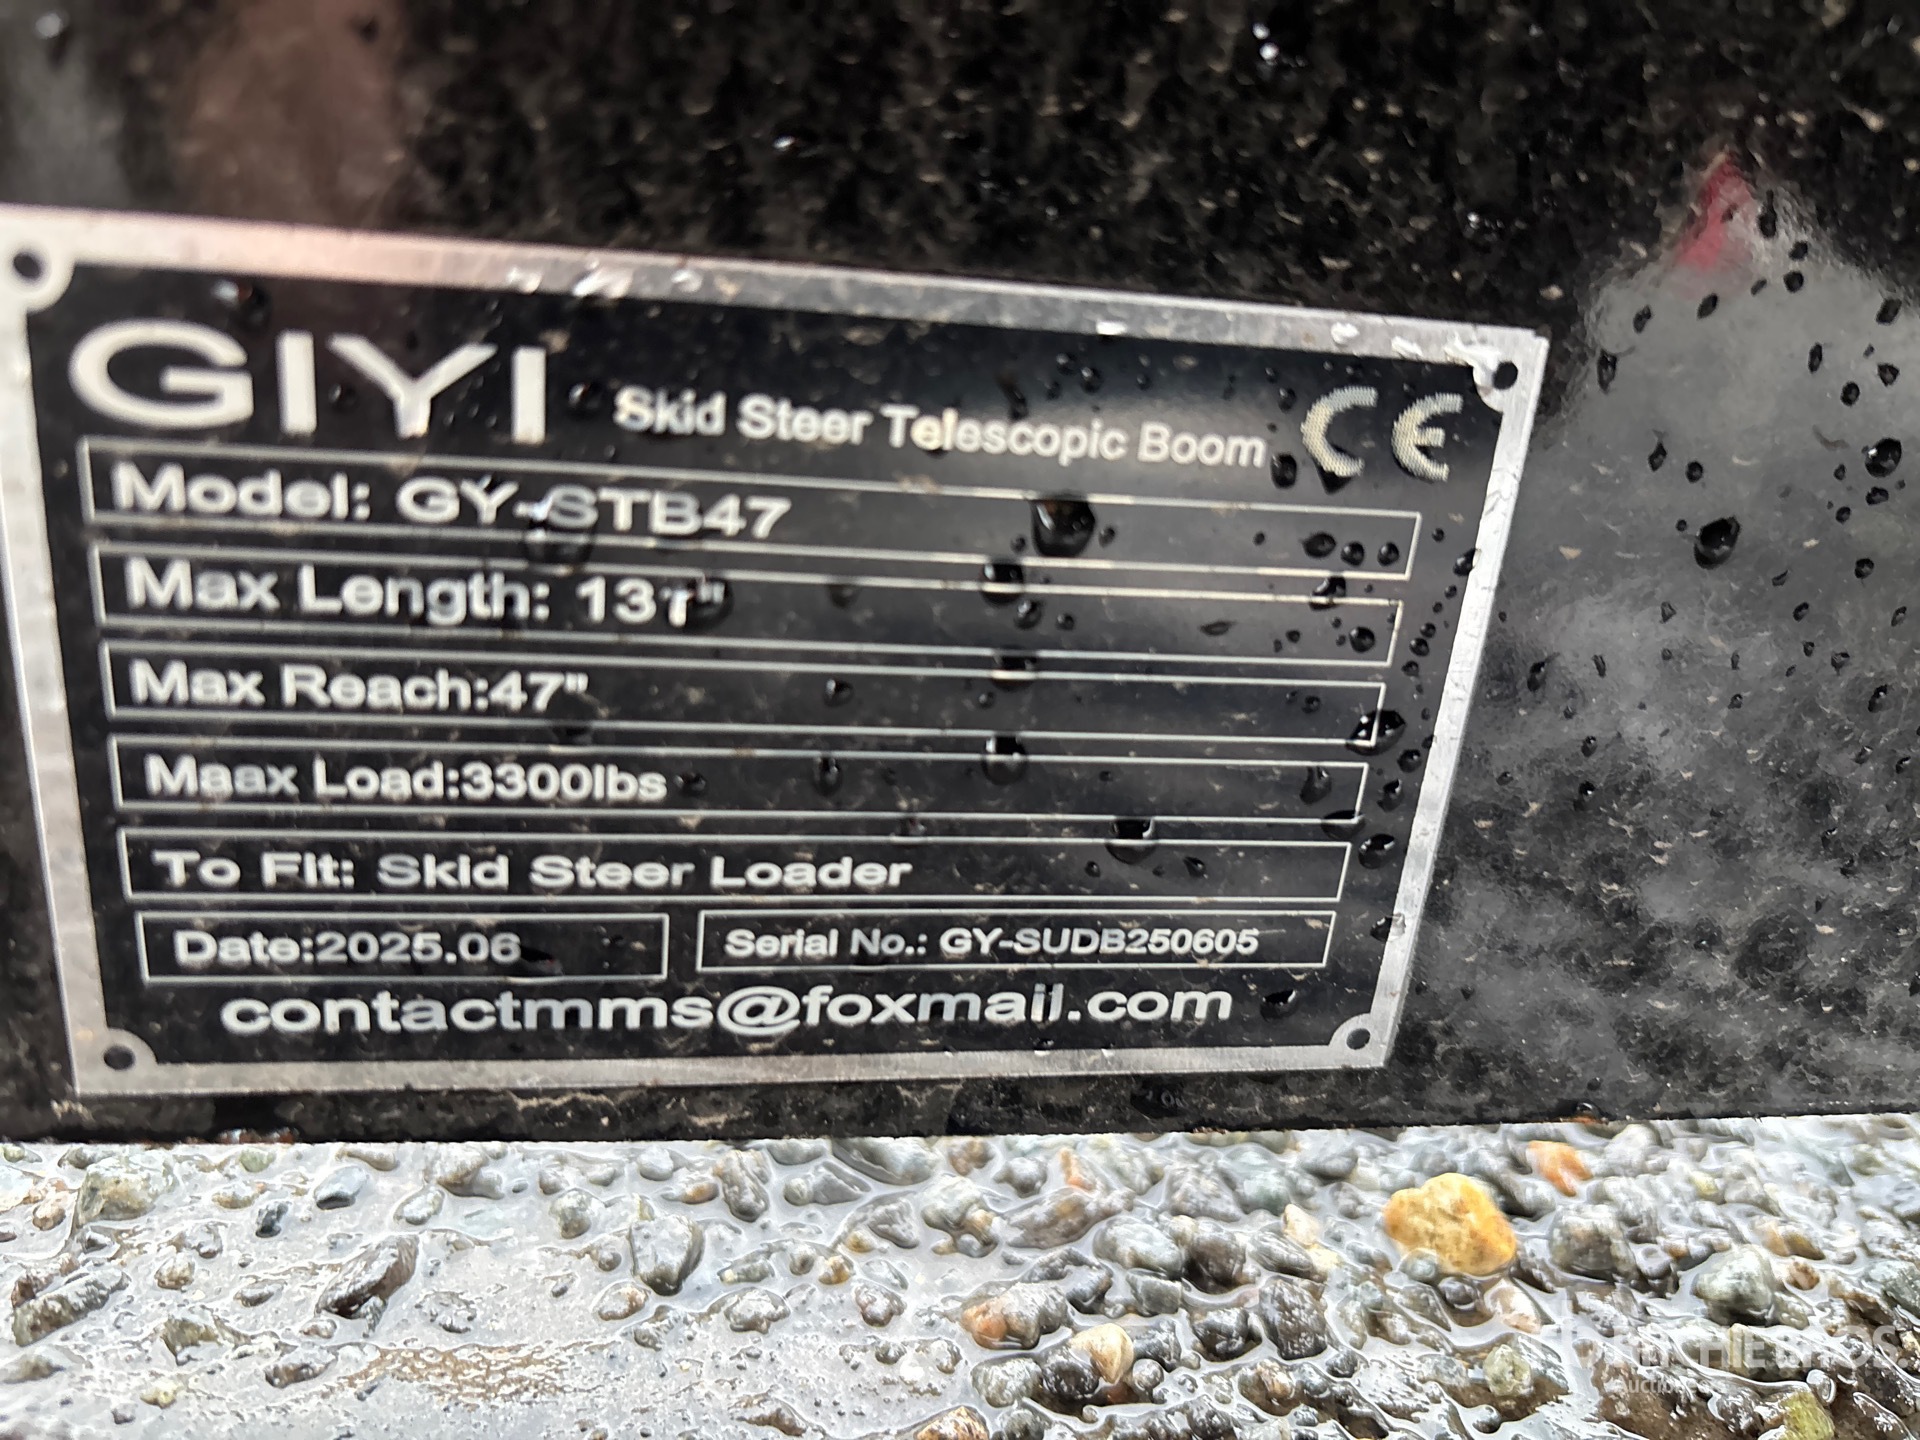 GIYI Skid Steer Telescopic Boom CE
Model: GY-STB47
Max Length: 131"
Max Reach:47"
Maax Load:3300lbs
To Fit: Skid Steer Loader
Date:2025.06 Serial No.: GY-SUDB250605
contactmms@foxmail.com